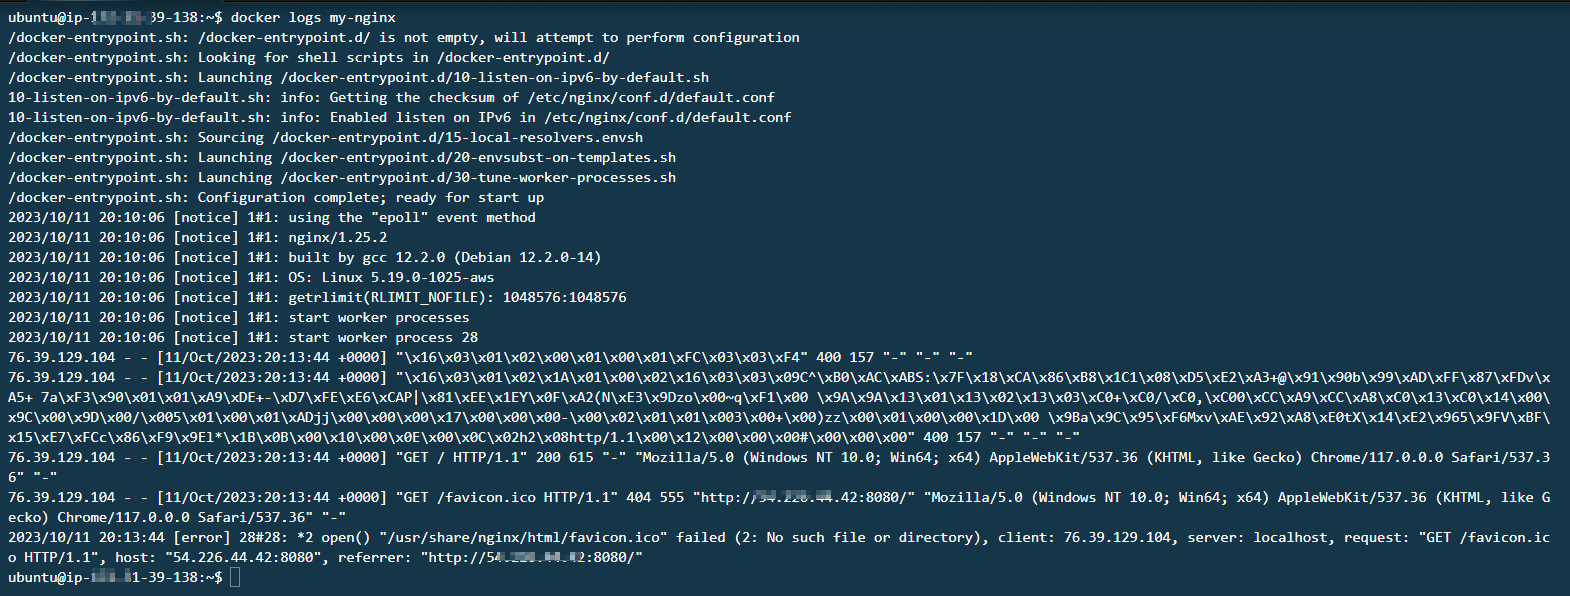 ubuntu@ip- 39-138:~$ docker logs my-nginx
/docker-entrypoint.sh: /docker-entrypoint.d/ is not empty, will attempt to perform configuration
/docker-entrypoint.sh: Looking for shell scripts in /docker-entrypoint.d/
/docker-entrypoint.sh: Launching /docker-entrypoint.d/10-listen-on-ipv6-by-default.sh
10-listen-on-ipv6-by-default.sh: info: Getting the checksum of /etc/nginx/conf.d/default.conf
10-listen-on-ipv6-by-default.sh: info: Enabled listen on IPv6 in /etc/nginx/conf.d/default.conf
/docker-entrypoint.sh: Sourcing /docker-entrypoint.d/15-local-resolvers.envsh
/docker-entrypoint.sh: Launching /docker-entrypoint.d/20-envsubst-on-templates.sh
/docker-entrypoint.sh: Launching /docker-entrypoint.d/30-tune-worker-processes.sh
/docker-entrypoint.sh: Configuration complete; ready for start up
2023/10/11 20:10:06 [notice] 1#1: using the "epoll" event method
2023/10/11 20:10:06 [notice] 1#1: nginx/1.25.2
2023/10/11 20:10:06 [notice] 1#1: built by gcc 12.2.0 (Debian 12.2.0-14)
2023/10/11 20:10:06 [notice] 1#1: OS: Linux 5.19.0-1025-aws
2023/10/11 20:10:06 [notice] 1#1: getrlimit(RLIMIT_NOFILE): 1048576:1048576
2023/10/11 20:10:06 [notice] 1#1: start worker processes
2023/10/11 20:10:06 [notice] 1#1: start worker process 28
76.39.129.104 - - [11/Oct/2023:20:13:44 +0000] "\x16\x03\x01\x02\x00\x01\x00\x01\xFC\x03\x03\xF4" 400 157 "-" "-" "-"
76.39.129.104 - - [11/Oct/2023:20:13:44 +0000] "\x16\x03\x01\x02\x1A\x01\x00\x02\x16\x03\x03\x09C^\xB0\xAC\xABS:\x7F\x18\xCA\x86\xB8\x1C1\x08\xD5\xE2\xA3+@\x91\x90b\x99\xAD\xFF\x87\xFDv\x
A5+ 7a\xF3\x90\x01\x01\xA9\xDE+-\xD7\xFE\xE6\xCAP|\x81\xEE\x1EY\x0F\xA2(N\xE3\x9Dzo\x00~q\xF1\x00 \x9A\x9A\x13\x01\x13\x02\x13\x03\xC0+\xC0/\xC0,\xC00\xCC\xA9\xCC\xA8\xC0\x13\xC0\x14\x00\
x9C\x00\x9D\x00/\x005\x01\x00\x01\xADjj\x00\x00\x00\x17\x00\x00\x00-\x00\x02\x01\x01\x003\x00+\x00)zz\x00\x01\x00\x00\x1D\x00 \x9Ba\x9C\x95\xF6Mxv\xAE\x92\xA8\xE0tX\x14\xE2\x965\x9FV\xBF\
x15\xE7\xFCc\x86\xF9\x9El*\x1B\x0B\x00\x10\x00\x0E\x00\x0C\x02h2\x08http/1.1\x00\x12\x00\x00\x00#\x00\x00\x00" 400 157 "-" "-" "-"
76.39.129.104 - - [11/Oct/2023:20:13:44 +0000] "GET / HTTP/1.1" 200 615 "-" "Mozilla/5.0 (Windows NT 10.0; Win64; x64) AppleWebKit/537.36 (KHTML, like Gecko) Chrome/117.0.0.0 Safari/537.3
6" "-"
76.39.129.104 - - [11/Oct/2023:20:13:44 +0000] "GET /favicon.ico HTTP/1.1" 404 555 "http:/ .42:8080/" "Mozilla/5.0 (Windows NT 10.0; Win64; x64) AppleWebKit/537.36 (KHTML, like G
ecko) Chrome/117.0.0.0 Safari/537.36" "-"
2023/10/11 20:13:44 [error] 28#28: *2 open() "/usr/share/nginx/html/favicon.ico" failed (2: No such file or directory), client: 76.39.129.104, server: localhost, request: "GET /favicon.ic
o HTTP/1.1", host: "54.226.44.42:8080", referrer: "http://54 2:8080/"
ubuntu@ip- 1-39-138:~$